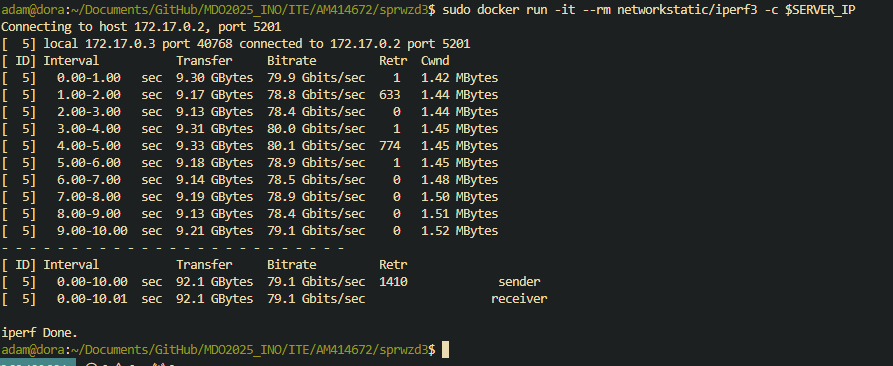 adam@dora:~/Documents/GitHub/MDO2025_INO/ITE/AM414672/sprwzd3$ sudo docker run -it --rm networkstatic/iperf3 -c $SERVER_IP
Connecting to host 172.17.0.2, port 5201
[  5] local 172.17.0.3 port 40768 connected to 172.17.0.2 port 5201
[ ID] Interval           Transfer     Bitrate         Retr  Cwnd
[  5]   0.00-1.00   sec  9.30 GBytes  79.9 Gbits/sec    1   1.42 MBytes
[  5]   1.00-2.00   sec  9.17 GBytes  78.8 Gbits/sec  633   1.44 MBytes
[  5]   2.00-3.00   sec  9.13 GBytes  78.4 Gbits/sec    0   1.44 MBytes
[  5]   3.00-4.00   sec  9.31 GBytes  80.0 Gbits/sec    1   1.45 MBytes
[  5]   4.00-5.00   sec  9.33 GBytes  80.1 Gbits/sec  774   1.45 MBytes
[  5]   5.00-6.00   sec  9.18 GBytes  78.9 Gbits/sec    1   1.45 MBytes
[  5]   6.00-7.00   sec  9.14 GBytes  78.5 Gbits/sec    0   1.48 MBytes
[  5]   7.00-8.00   sec  9.19 GBytes  78.9 Gbits/sec    0   1.50 MBytes
[  5]   8.00-9.00   sec  9.13 GBytes  78.4 Gbits/sec    0   1.51 MBytes
[  5]   9.00-10.00  sec  9.21 GBytes  79.1 Gbits/sec    0   1.52 MBytes
- - - - - - - - - - - - - - - - - - - - - - - - -
[ ID] Interval           Transfer     Bitrate         Retr
[  5]   0.00-10.00  sec  92.1 GBytes  79.1 Gbits/sec  1410             sender
[  5]   0.00-10.01  sec  92.1 GBytes  79.1 Gbits/sec                  receiver
iperf Done.
adam@dora:~/Documents/GitHub/MDO2025_INO/ITE/AM414672/sprwzd3$